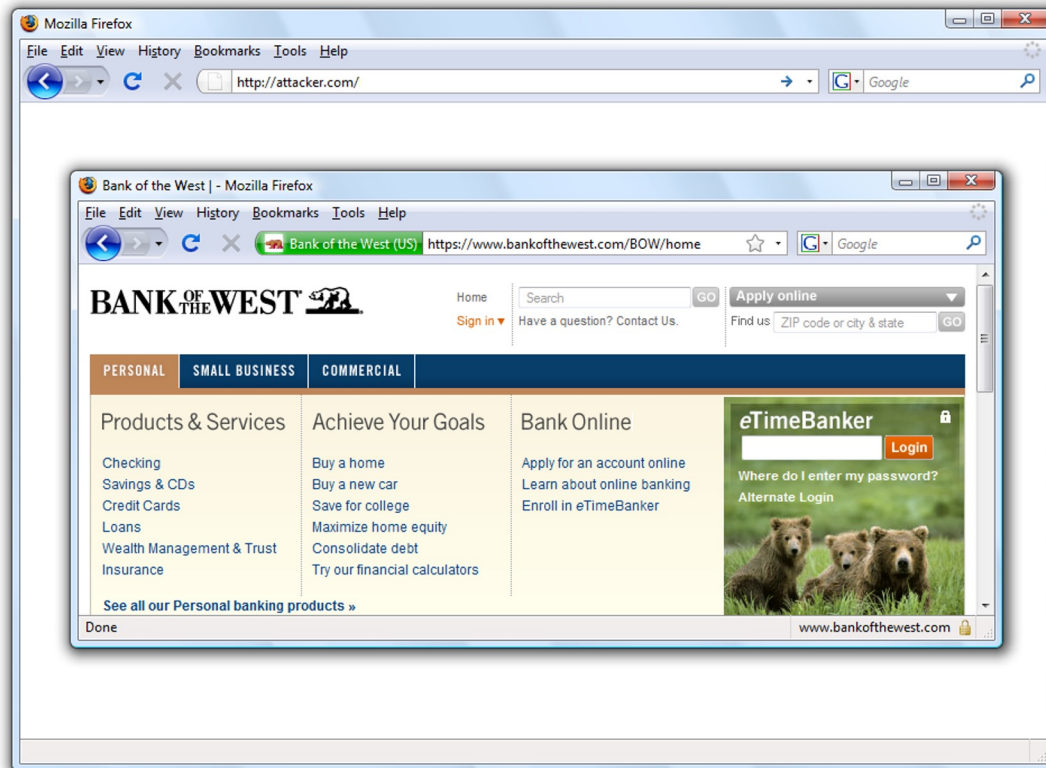 Mozilla Firefox
File Edit View History Bookmarks Tools Help
http://attacker.com/
G Google
Bank of the West | - Mozilla Firefox
File Edit View History Bookmarks Tools Help
Bank of the West (US) https://www.bankofthewest.com/BOW/home
G Google
BANK OF THE WEST
Home Search GO Apply online
Sign in Have a question? Contact Us. Find us ZIP code or city & state GO
PERSONAL SMALL BUSINESS COMMERCIAL
Products & Services
Checking
Savings & CDs
Credit Cards
Loans
Wealth Management & Trust
Insurance
See all our Personal banking products »
Achieve Your Goals
Buy a home
Buy a new car
Save for college
Maximize home equity
Consolidate debt
Try our financial calculators
Bank Online
Apply for an account online
Learn about online banking
Enroll in eTimeBanker
eTimeBanker
Login
Where do I enter my password?
Alternate Login
Done www.bankofthewest.com